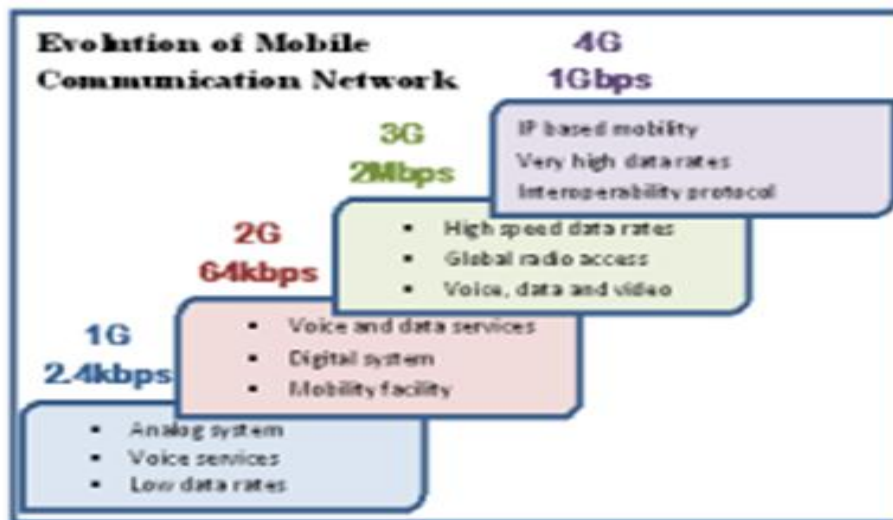 Evolution of Mobile
Communication Network
4G
1Gbps
IP based mobility
Very high data rates
Interoperability protocol
3G
2Mbps
▪ High speed data rates
▪ Global radio access
▪ Voice, data and video
2G
64kbps
▪ Voice and data services
▪ Digital system
▪ Mobility facility
1G
2.4kbps
▪ Analog system
▪ Voice services
▪ Low data rates